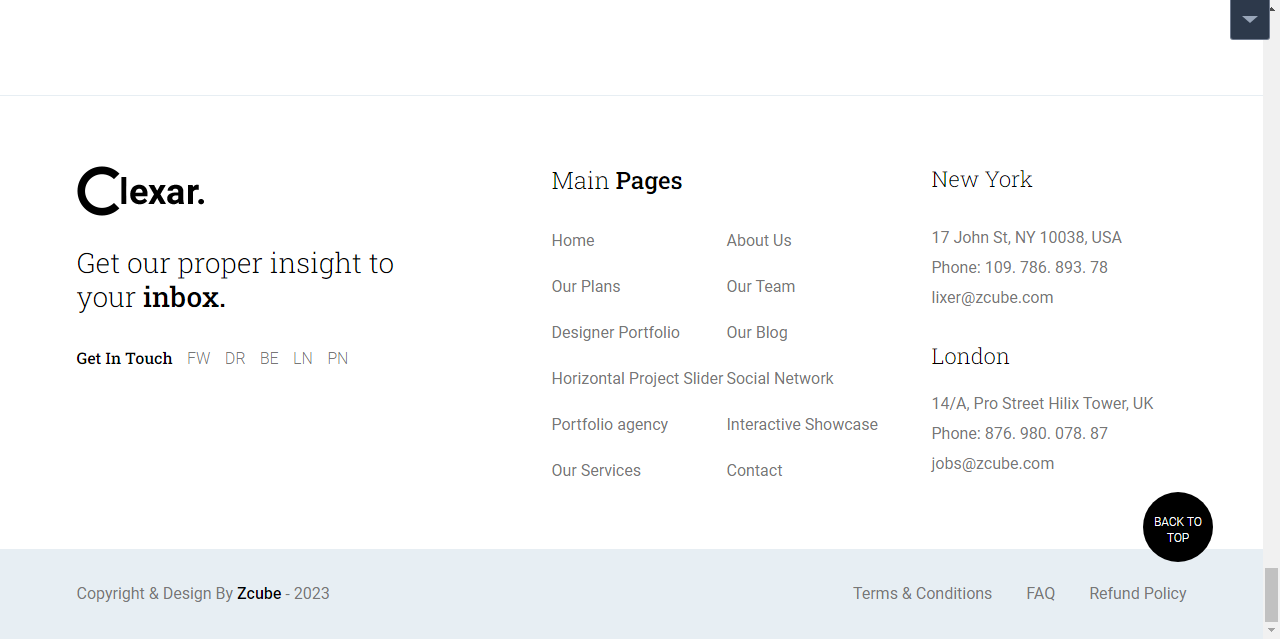 Clexar.
Get our proper insight to
your inbox.
Get In Touch FW DR BE LN PN
Main Pages
Home
About Us
Our Plans
Our Team
Designer Portfolio
Our Blog
Horizontal Project Slider
Social Network
Portfolio agency
Interactive Showcase
Our Services
Contact
New York
17 John St, NY 10038, USA
Phone: 109. 786. 893. 78
lixer@zcube.com
London
14/A, Pro Street Hilix Tower, UK
Phone: 876. 980. 078. 87
jobs@zcube.com
BACK TO
TOP
Copyright & Design By Zcube - 2023
Terms & Conditions FAQ Refund Policy